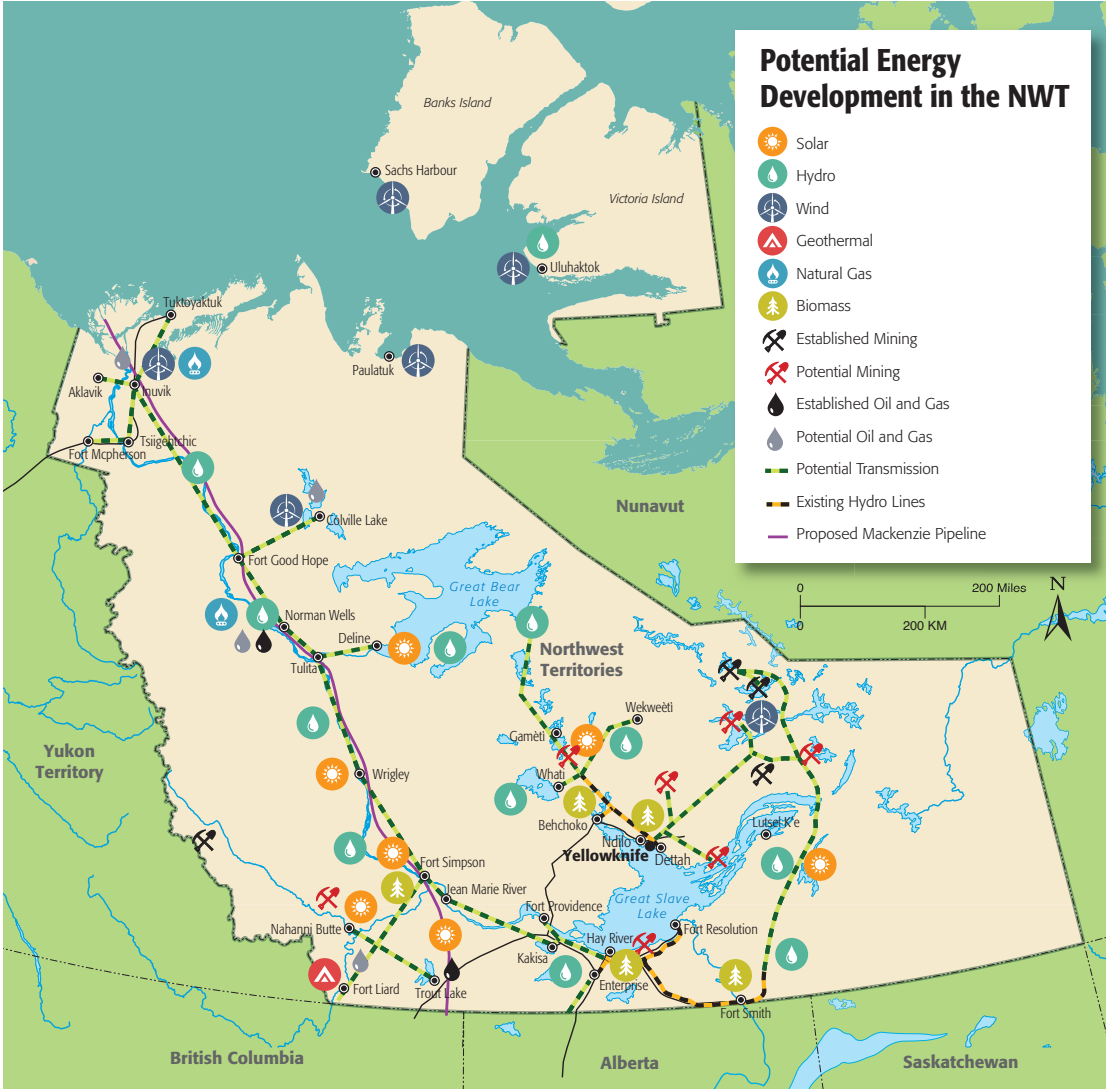 Potential Energy
Development in the NWT
Solar
Hydro
Wind
Geothermal
Natural Gas
Biomass
Established Mining
Potential Mining
Established Oil and Gas
Potential Oil and Gas
Potential Transmission
Existing Hydro Lines
Proposed Mackenzie Pipeline
0
200 Miles
0
200 KM
N
Banks Island
Sachs Harbour
Victoria Island
Uluhaktok
Tuktoyaktuk
Paulatuk
Aklavik
Inuvik
Tsiigehtchic
Fort Mcpherson
Nunavut
Colville Lake
Fort Good Hope
Great Bear
Lake
Norman Wells
Deline
Tulita
Northwest
Territories
Wekweètì
Gamètì
Yukon
Territory
Wrigley
Whati
Behchoko
Ndilo
Yellowknife
Dettah
Lutsel K'e
Fort Simpson
Jean Marie River
Fort Providence
Great Slave
Lake
Nahanni Butte
Hay River
Fort Resolution
Kakisa
Fort Liard
Trout Lake
Enterprise
Fort Smith
British Columbia
Alberta
Saskatchewan